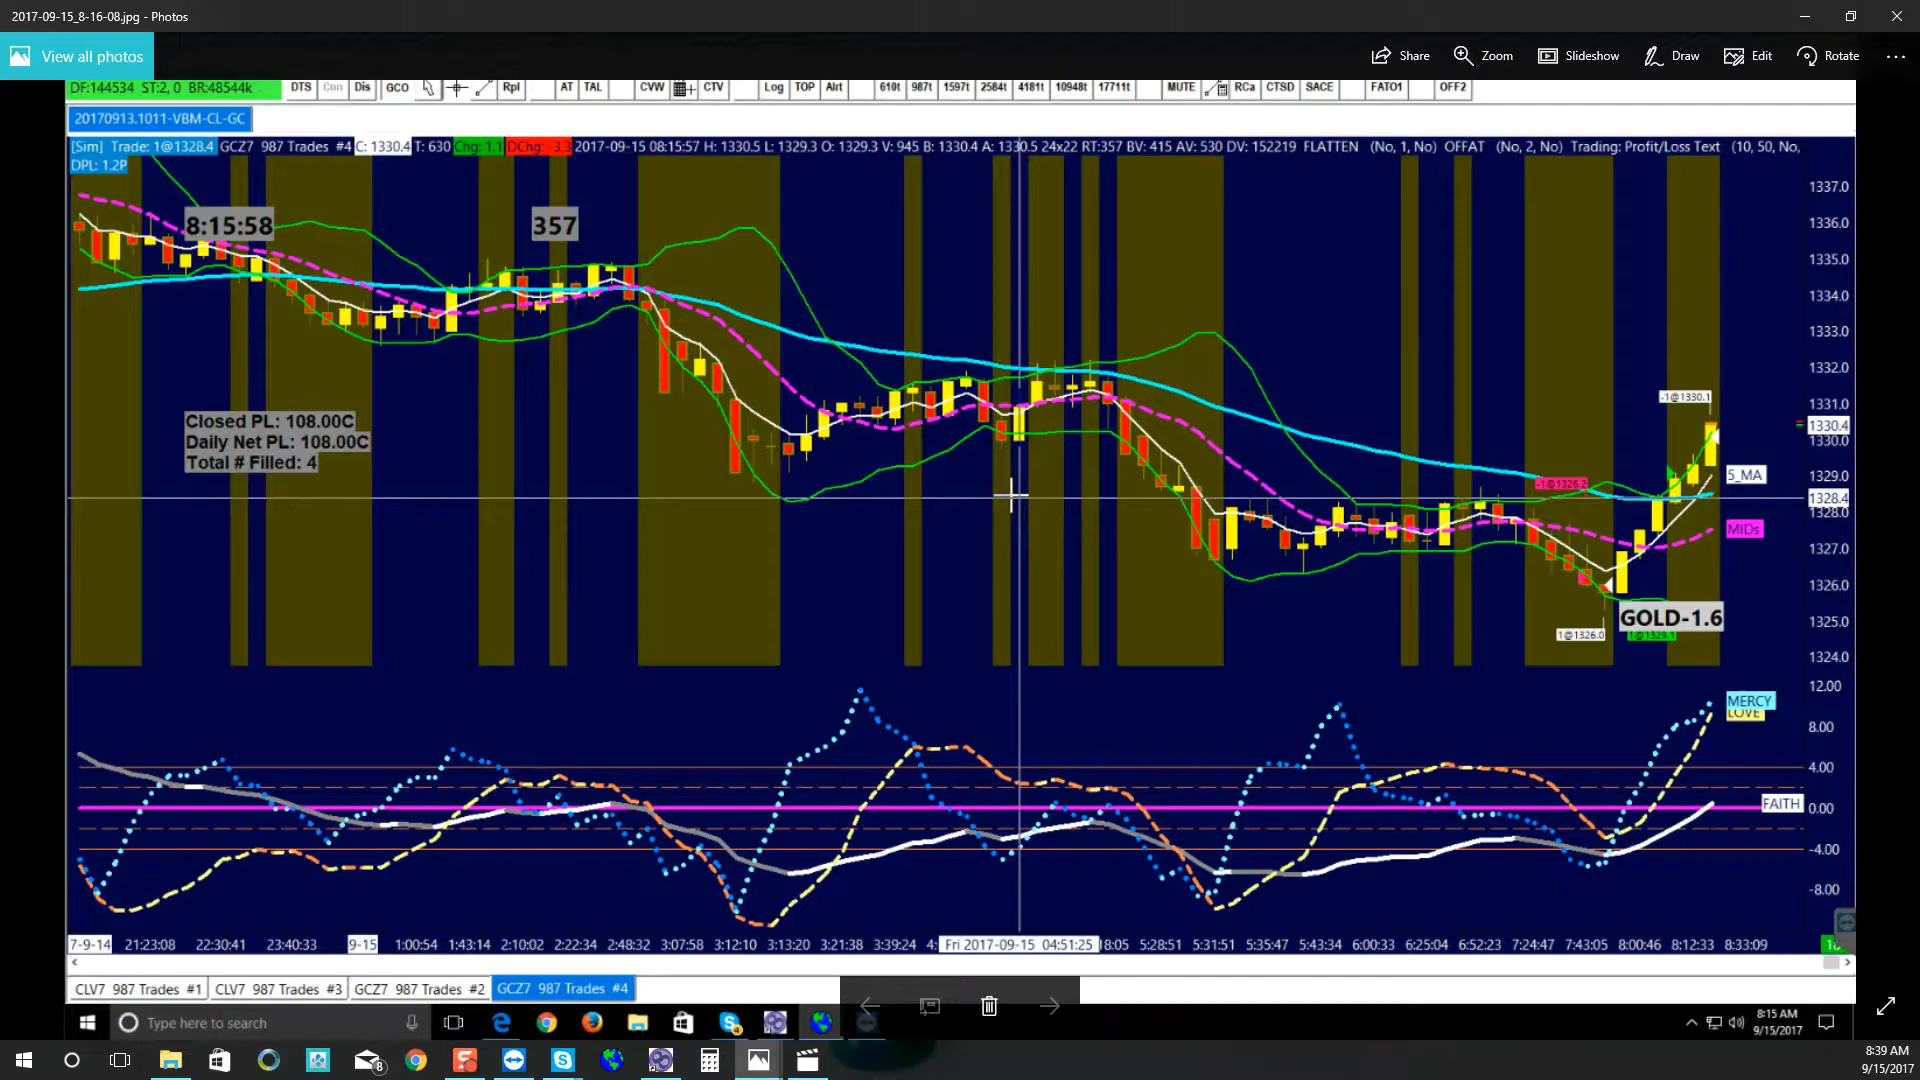 2017-09-15_8-16-08.jpg - Photos
View all photos
Share Zoom Slideshow Draw Edit Rotate
DF:144534 ST:2, 0 BR:48544k DTS Con Dis GCO Rpl AT TAL CVW CTV Log TOP Alrt 610t 987t 1597t 2584t 4181t 10948t 17711t MUTE RCa CTSD SACE FATO1 OFF2
20170913.1011-VBM-CL-GC
[Sim] Trade: 1@1328.4 GCZ7 987 Trades #4 C: 1330.4 T: 630 Chg: 1.1 DChg: -3.3 2017-09-15 08:15:57 H: 1330.5 L: 1329.3 O: 1329.3 V: 945 B: 1330.4 A: 1330.5 24x22 RT:357 BV: 415 AV: 530 DV: 152219 FLATTEN (No, 1, No) OFFAT (No, 2, No) Trading: Profit/Loss Text (10, 50, No,
DPL: 1.2P
1337.0
8:15:58 357
1336.0
1335.0
1334.0
1333.0
1332.0
-1@1330.1
1331.0
Closed PL: 108.00C
Daily Net PL: 108.00C
Total # Filled: 4
1330.4
1330.0
5_MA
1329.0
-1@1326.2
1328.4
1328.0
MIDs
1327.0
1326.0
GOLD-1.6
1325.0
1@1326.0 1@1329.1
1324.0
12.00
MERCY
LOVE
8.00
4.00
FAITH
0.00
-4.00
-8.00
7-9-14 21:23:08 22:30:41 23:40:33 9-15 1:00:54 1:43:14 2:10:02 2:22:34 2:48:32 3:07:58 3:12:10 3:13:20 3:21:38 3:39:24 4: Fri 2017-09-15 04:51:25 18:05 5:28:51 5:31:51 5:35:47 5:43:34 6:00:33 6:25:04 6:52:23 7:24:47 7:43:05 8:00:46 8:12:33 8:33:09
CLV7 987 Trades #1 CLV7 987 Trades #3 GCZ7 987 Trades #2 GCZ7 987 Trades #4
Type here to search
8:15 AM
9/15/2017
8:39 AM
9/15/2017